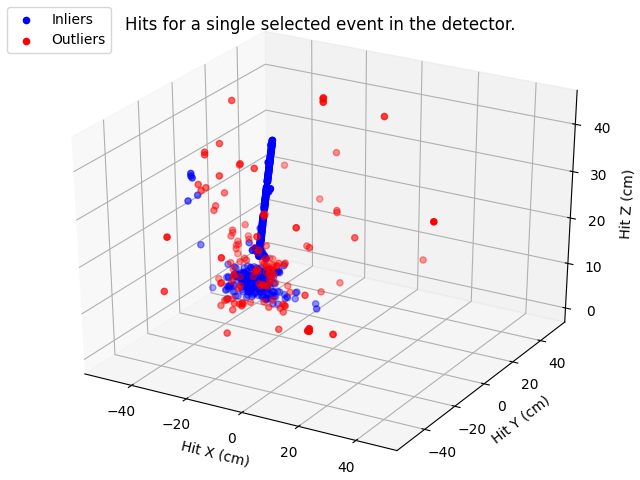 Hits for a single selected event in the detector.
Inliers
Outliers
40
30
20
10
0
Hit Z (cm)
40
20
0
−20
−40
Hit Y (cm)
−40
−20
0
20
40
Hit X (cm)